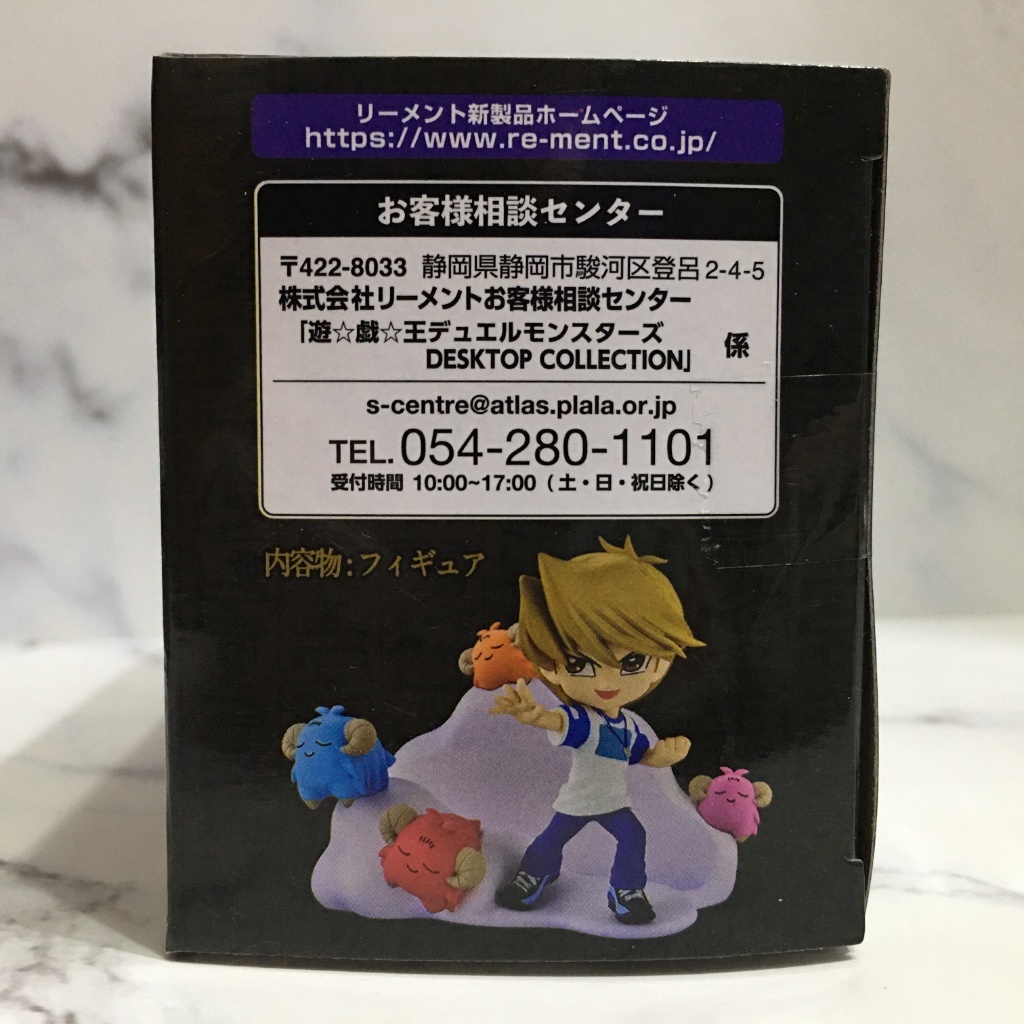 リーメント新製品ホームページ
https://www.re-ment.co.jp/
お客様相談センター
〒422-8033 静岡県静岡市駿河区登呂2-4-5
株式会社リーメントお客様相談センター
「遊☆戯☆王デュエルモンスターズ
DESKTOP COLLECTION」 係
s-centre@atlas.plala.or.jp
TEL. 054-280-1101
受付時間 10:00~17:00 (土・日・祝日除く)
内容物:フィギュア